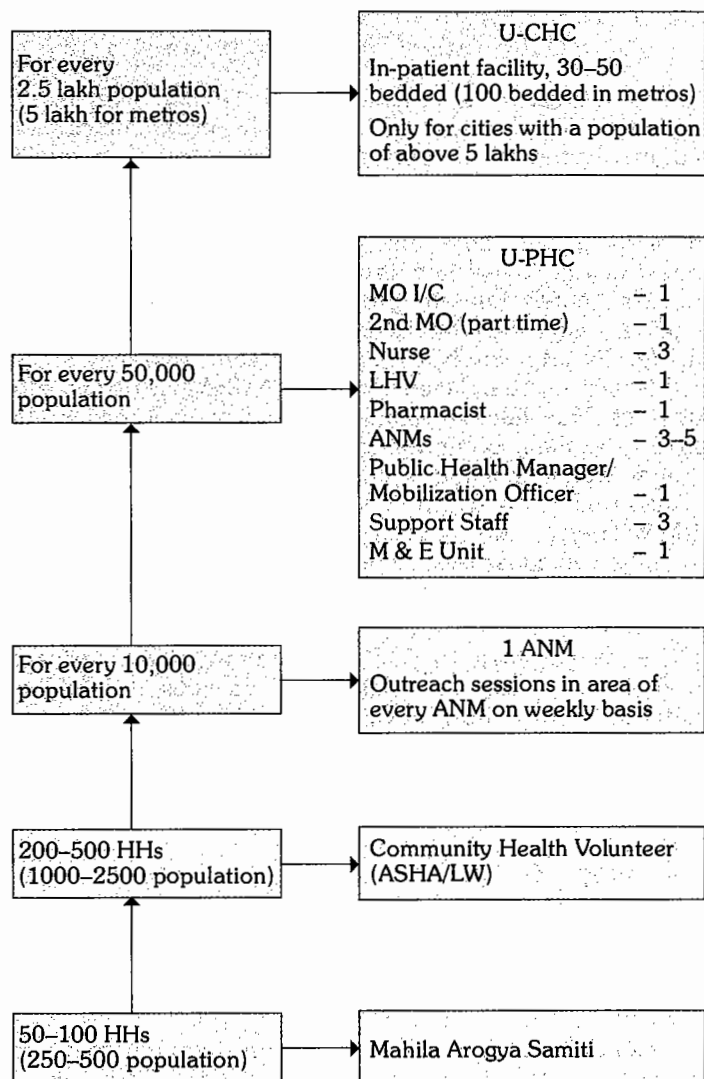 For every
2.5 lakh population
(5 lakh for metros)
U-CHC
In-patient facility, 30–50
bedded (100 bedded in metros)
Only for cities with a population
of above 5 lakhs
For every 50,000
population
U-PHC
MO I/C – 1
2nd MO (part time) – 1
Nurse – 3
LHV – 1
Pharmacist – 1
ANMs – 3–5
Public Health Manager/
Mobilization Officer – 1
Support Staff – 3
M & E Unit – 1
For every 10,000
population
1 ANM
Outreach sessions in area of
every ANM on weekly basis
200–500 HHs
(1000–2500 population)
Community Health Volunteer
(ASHA/LW)
50–100 HHs
(250–500 population)
Mahila Arogya Samiti